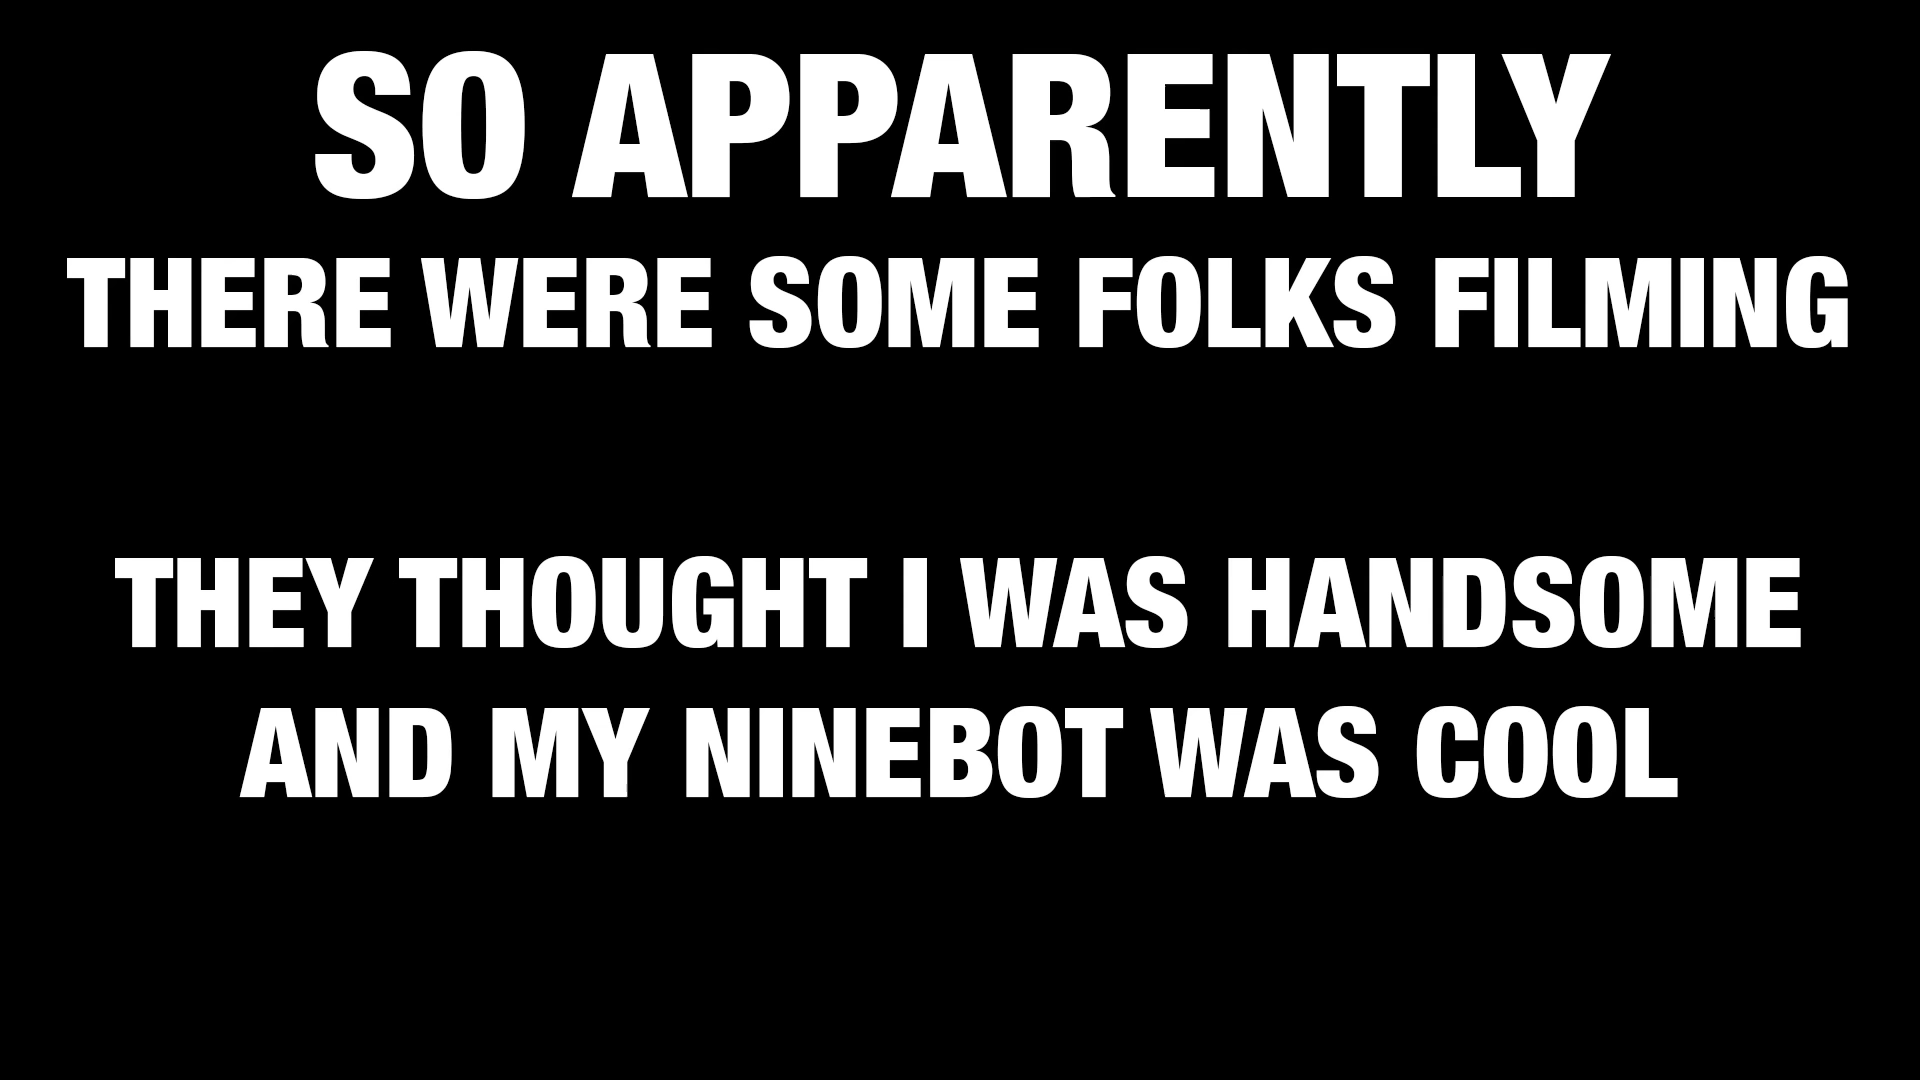 SO APPARENTLY
THERE WERE SOME FOLKS FILMING
THEY THOUGHT I WAS HANDSOME
AND MY NINEBOT WAS COOL